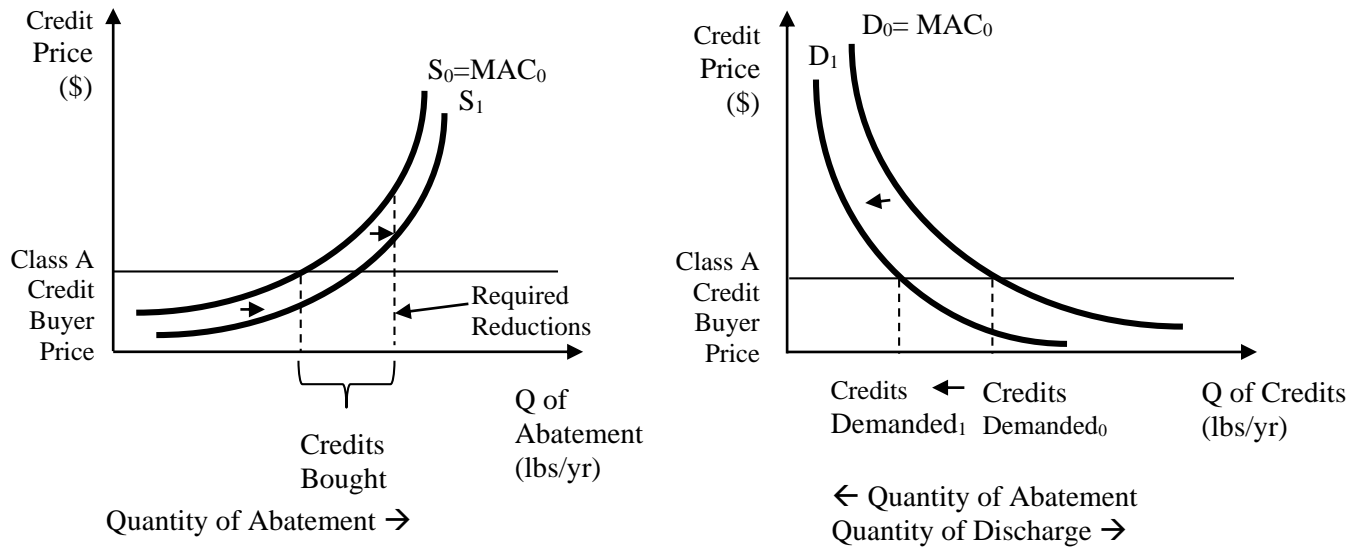 Credit
Price
($)
S₀=MAC₀
S₁
Class A
Credit
Buyer
Price
Required
Reductions
Credits
Bought
Q of
Abatement
(lbs/yr)
Quantity of Abatement →
Credit
Price
($)
D₀= MAC₀
D₁
Class A
Credit
Buyer
Price
Credits
Demanded₁
Credits
Demanded₀
Q of Credits
(lbs/yr)
← Quantity of Abatement
Quantity of Discharge →